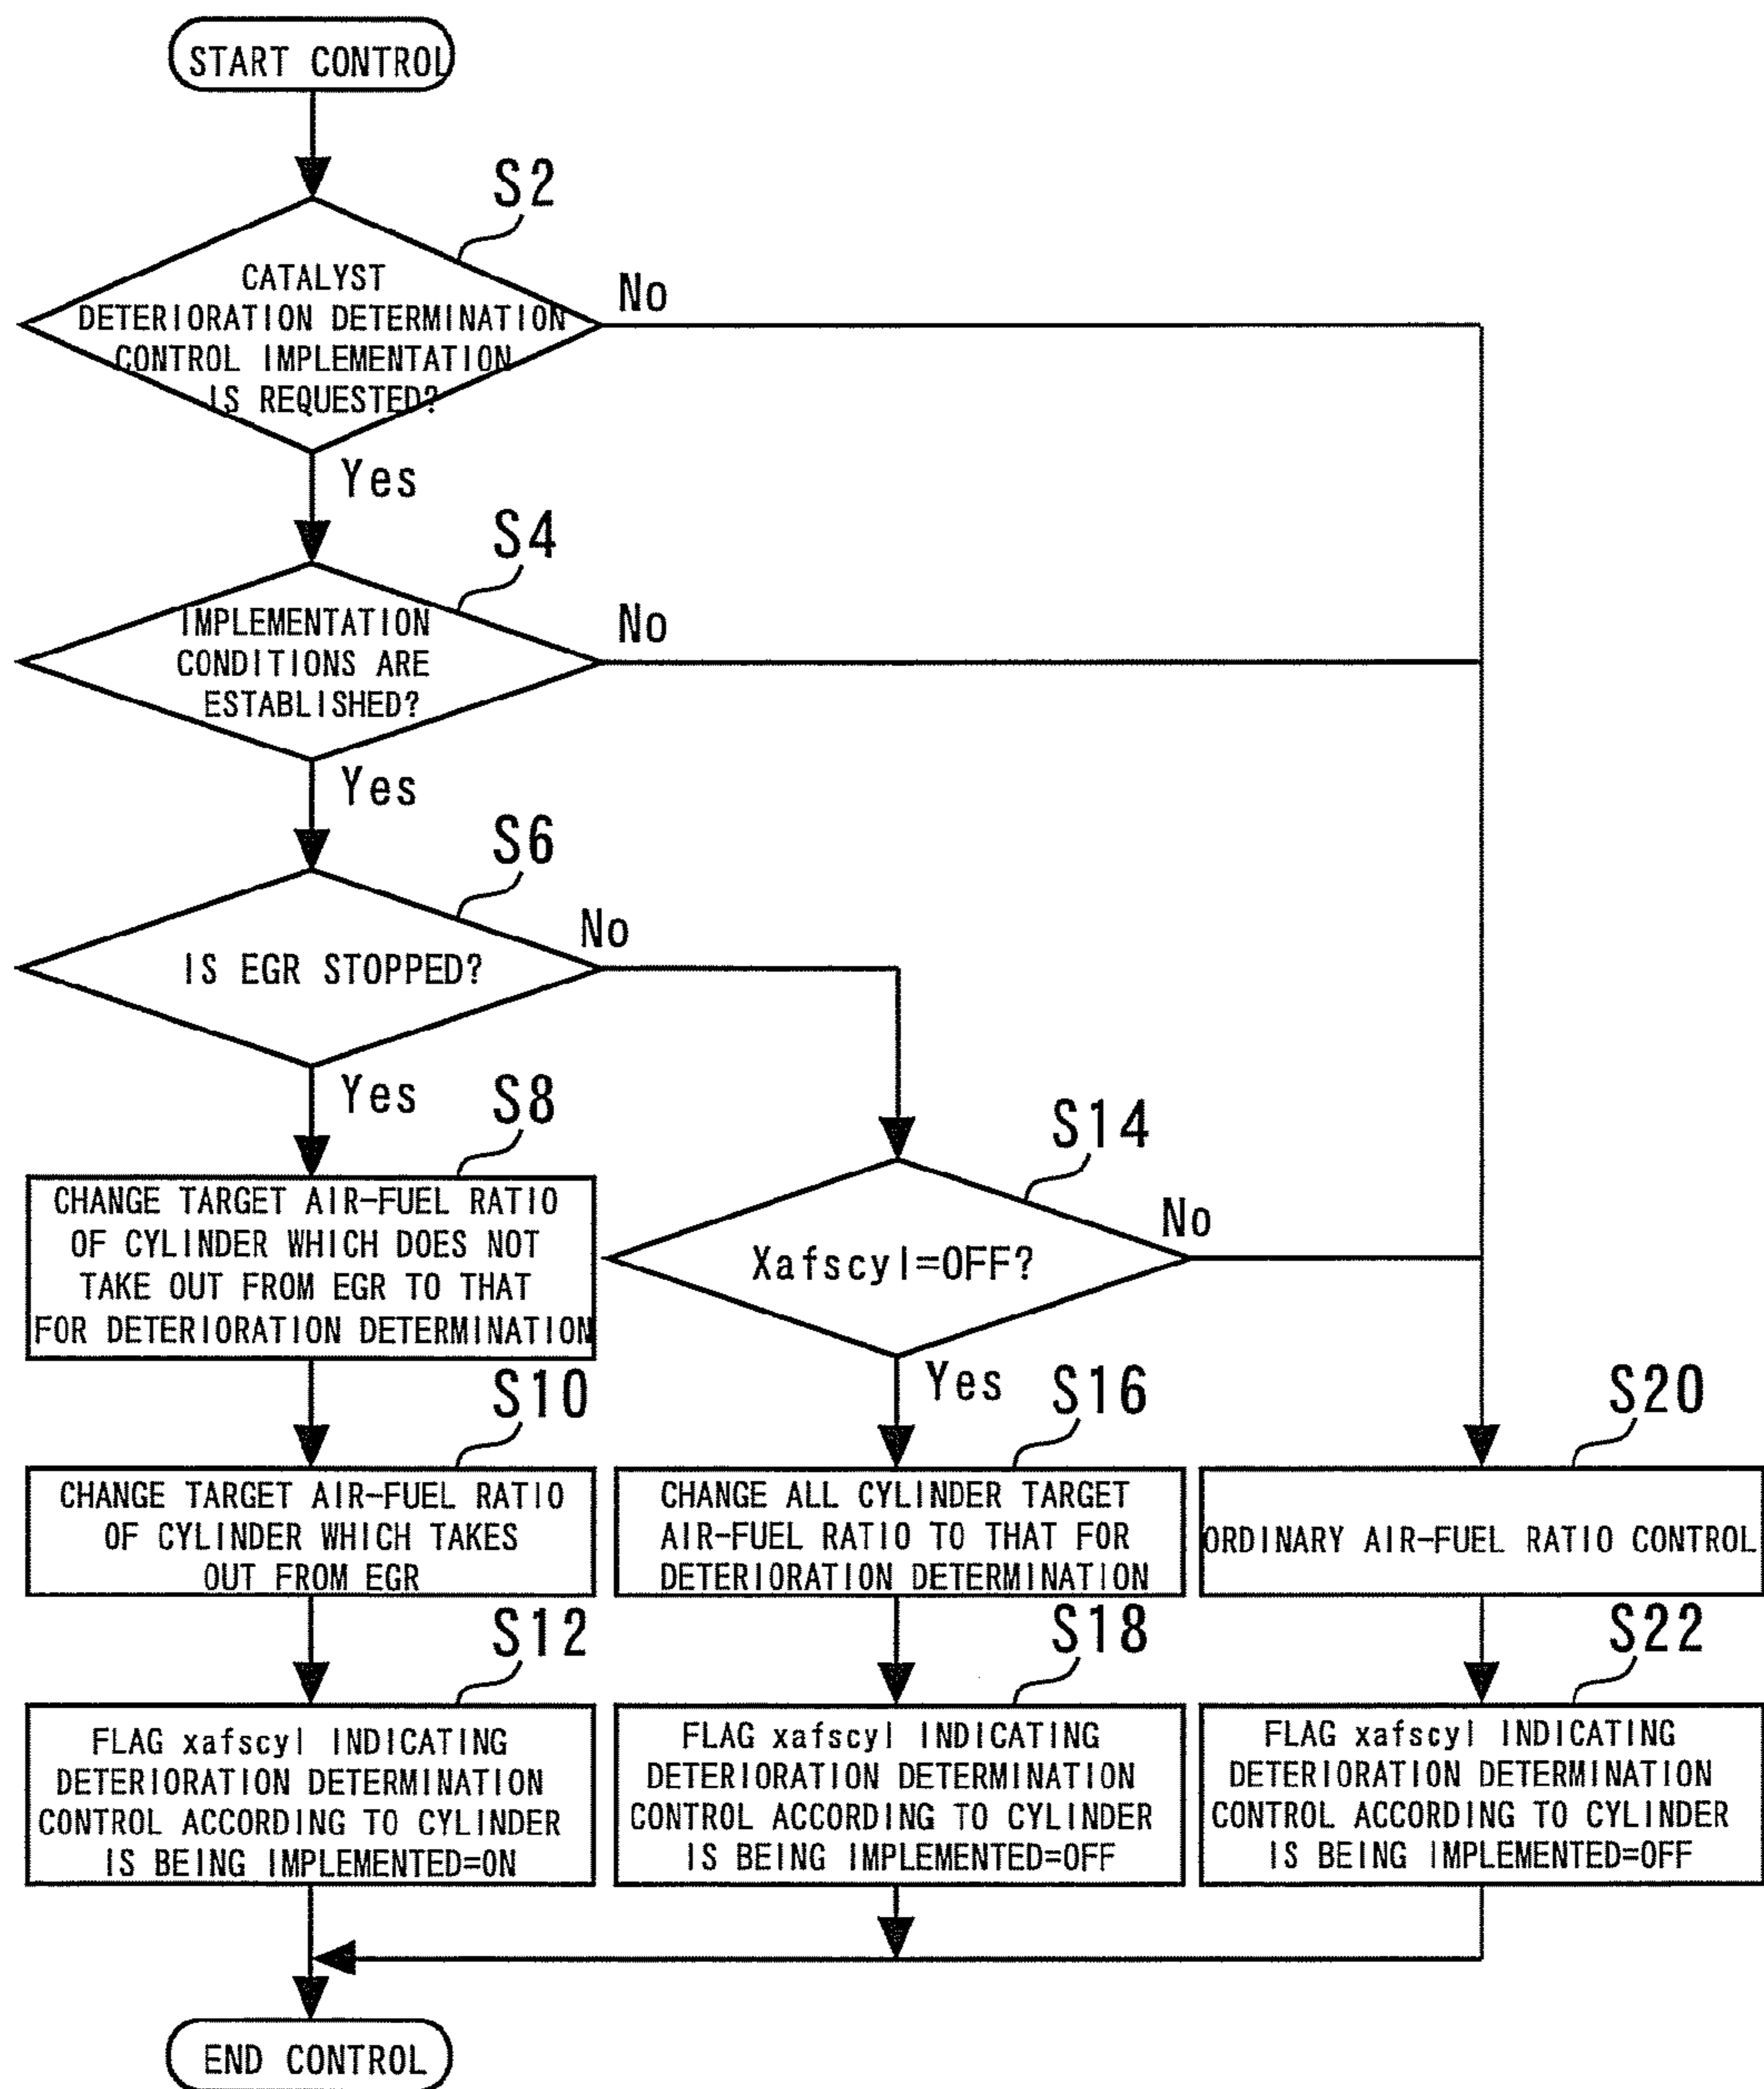 START CONTROL
S2
CATALYST
DETERIORATION DETERMINATION
CONTROL IMPLEMENTATION
IS REQUESTED?
No
Yes
S4
IMPLEMENTATION
CONDITIONS ARE
ESTABLISHED?
No
Yes
S6
IS EGR STOPPED?
No
Yes
S8
CHANGE TARGET AIR-FUEL RATIO
OF CYLINDER WHICH DOES NOT
TAKE OUT FROM EGR TO THAT
FOR DETERIORATION DETERMINATION
S14
Xafscyl=OFF?
No
Yes
S10
CHANGE TARGET AIR-FUEL RATIO
OF CYLINDER WHICH TAKES
OUT FROM EGR
S16
CHANGE ALL CYLINDER TARGET
AIR-FUEL RATIO TO THAT FOR
DETERIORATION DETERMINATION
S20
ORDINARY AIR-FUEL RATIO CONTROL
S12
FLAG xafscyl INDICATING
DETERIORATION DETERMINATION
CONTROL ACCORDING TO CYLINDER
IS BEING IMPLEMENTED=ON
S18
FLAG xafscyl INDICATING
DETERIORATION DETERMINATION
CONTROL ACCORDING TO CYLINDER
IS BEING IMPLEMENTED=OFF
S22
FLAG xafscyl INDICATING
DETERIORATION DETERMINATION
CONTROL ACCORDING TO CYLINDER
IS BEING IMPLEMENTED=OFF
END CONTROL